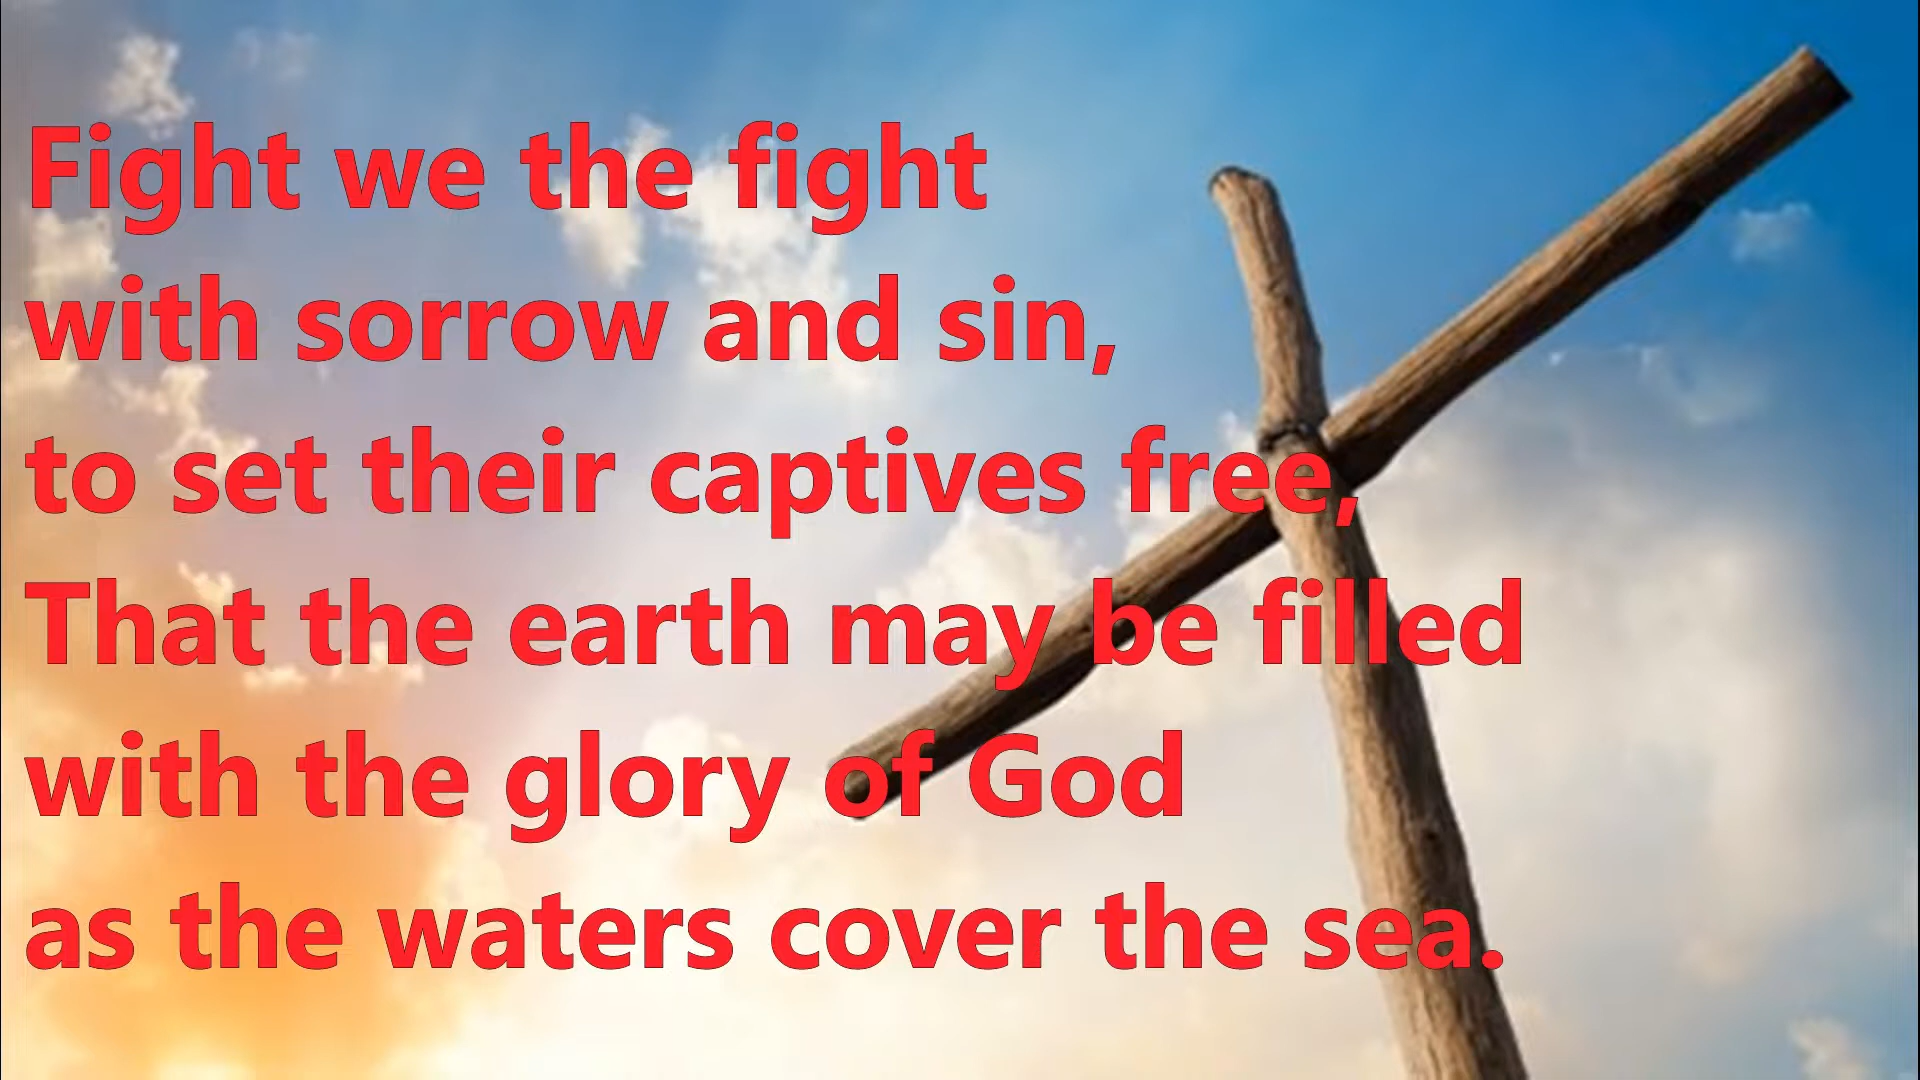 Fight we the fight
with sorrow and sin,
to set their captives free,
That the earth may be filled
with the glory of God
as the waters cover the sea.